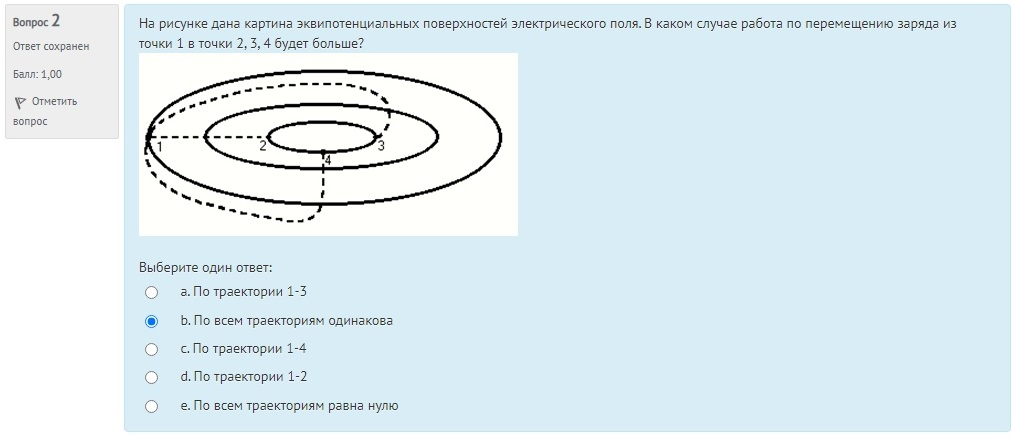 Вопрос 2
Ответ сохранен
Балл: 1,00
Отметить
вопрос
На рисунке дана картина эквипотенциальных поверхностей электрического поля. В каком случае работа по перемещению заряда из
точки 1 в точки 2, 3, 4 будет больше?
1
2
3
4
Выберите один ответ:
a. По траектории 1-3
b. По всем траекториям одинакова
c. По траектории 1-4
d. По траектории 1-2
e. По всем траекториям равна нулю